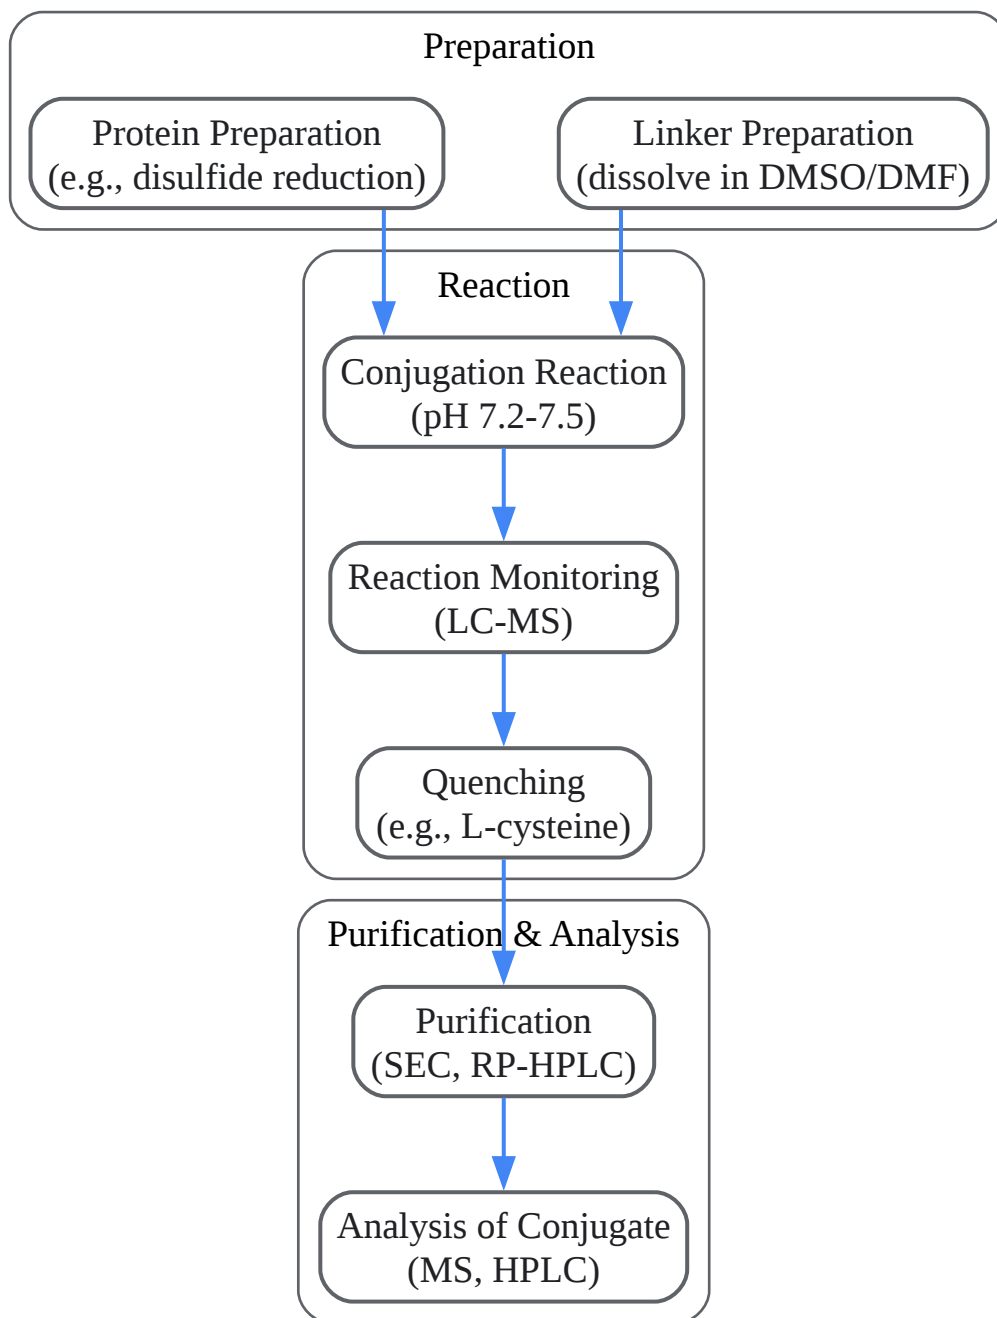 Preparation
Protein Preparation
(e.g., disulfide reduction)
Linker Preparation
(dissolve in DMSO/DMF)
Reaction
Conjugation Reaction
(pH 7.2-7.5)
Reaction Monitoring
(LC-MS)
Quenching
(e.g., L-cysteine)
Purification & Analysis
Purification
(SEC, RP-HPLC)
Analysis of Conjugate
(MS, HPLC)